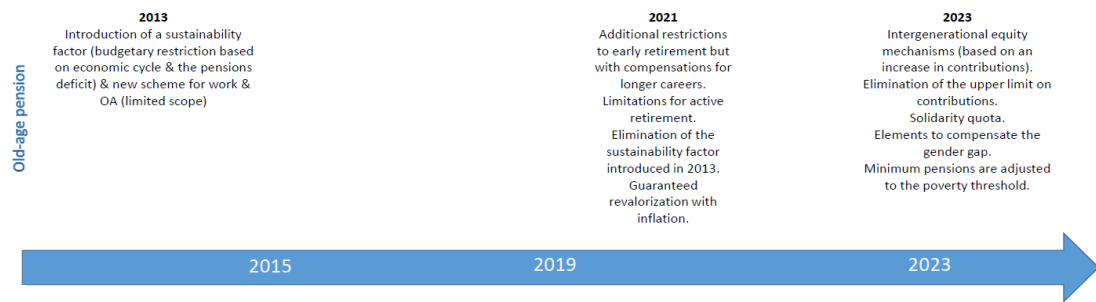 Old-age pension
2013
Introduction of a sustainability
factor (budgetary restriction based
on economic cycle & the pensions
deficit) & new scheme for work &
OA (limited scope)
2021
Additional restrictions
to early retirement but
with compensations for
longer careers.
Limitations for active
retirement.
Elimination of the
sustainability factor
introduced in 2013.
Guaranteed
revalorization with
inflation.
2023
Intergenerational equity
mechanisms (based on an
increase in contributions).
Elimination of the upper limit on
contributions.
Solidarity quota.
Elements to compensate the
gender gap.
Minimum pensions are adjusted
to the poverty threshold.
2015
2019
2023